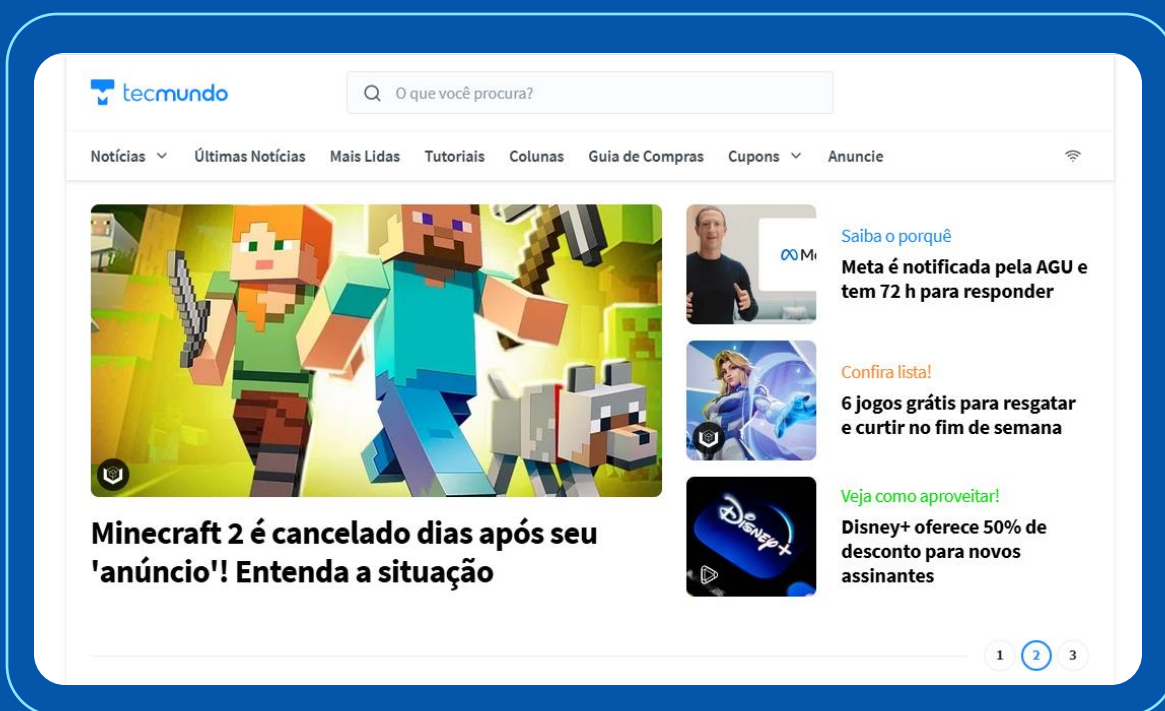 tecmundo
O que você procura?
Notícias Últimas Notícias Mais Lidas Tutoriais Colunas Guia de Compras Cupons Anuncie
Minecraft 2 é cancelado dias após seu
'anúncio'! Entenda a situação
Me
Saiba o porquê
Meta é notificada pela AGU e
tem 72 h para responder
Confira lista!
6 jogos grátis para resgatar
e curtir no fim de semana
Disney+
Veja como aproveitar!
Disney+ oferece 50% de
desconto para novos
assinantes
1 2 3